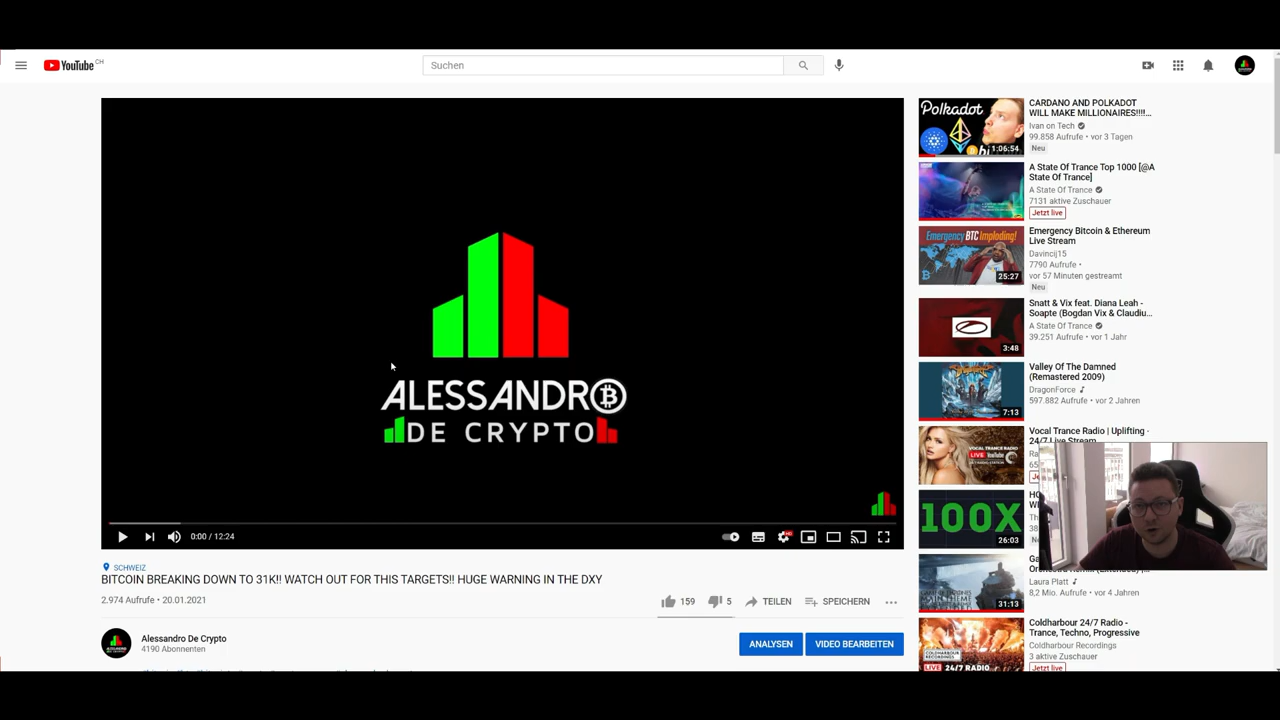 YouTube CH
Suchen
ALESSANDRO
DE CRYPTO
0:00 / 12:24
SCHWEIZ
BITCOIN BREAKING DOWN TO 31K!! WATCH OUT FOR THIS TARGETS!! HUGE WARNING IN THE DXY
2.974 Aufrufe • 20.01.2021
159
5
TEILEN
SPEICHERN
Alessandro De Crypto
4190 Abonnenten
ANALYSEN
VIDEO BEARBEITEN
Polkadot
1:06:54
CARDANO AND POLKADOT
WILL MAKE MILLIONAIRES!!!!...
Ivan on Tech
99.858 Aufrufe • vor 3 Tagen
Neu
A State Of Trance Top 1000 [@A
State Of Trance]
A State Of Trance
7131 aktive Zuschauer
Jetzt live
Emergency BTC Imploding!
25:27
Emergency Bitcoin & Ethereum
Live Stream
Davincij15
7790 Aufrufe •
vor 57 Minuten gestreamt
Neu
3:48
Snatt & Vix feat. Diana Leah -
Soapte (Bogdan Vix & Claudiu...
A State Of Trance
39.251 Aufrufe • vor 1 Jahr
7:13
Valley Of The Damned
(Remastered 2009)
DragonForce
597.882 Aufrufe • vor 2 Jahren
LIVE YouTube
Vocal Trance Radio | Uplifting -
24/7 Live Stream
100X
26:03
31:13
Laura Platt
8,2 Mio. Aufrufe • vor 4 Jahren
COLDHARBOUR
RECORDINGS
LIVE 24/7 RADIO
Coldharbour 24/7 Radio -
Trance, Techno, Progressive
Coldharbour Recordings
3 aktive Zuschauer
Jetzt live